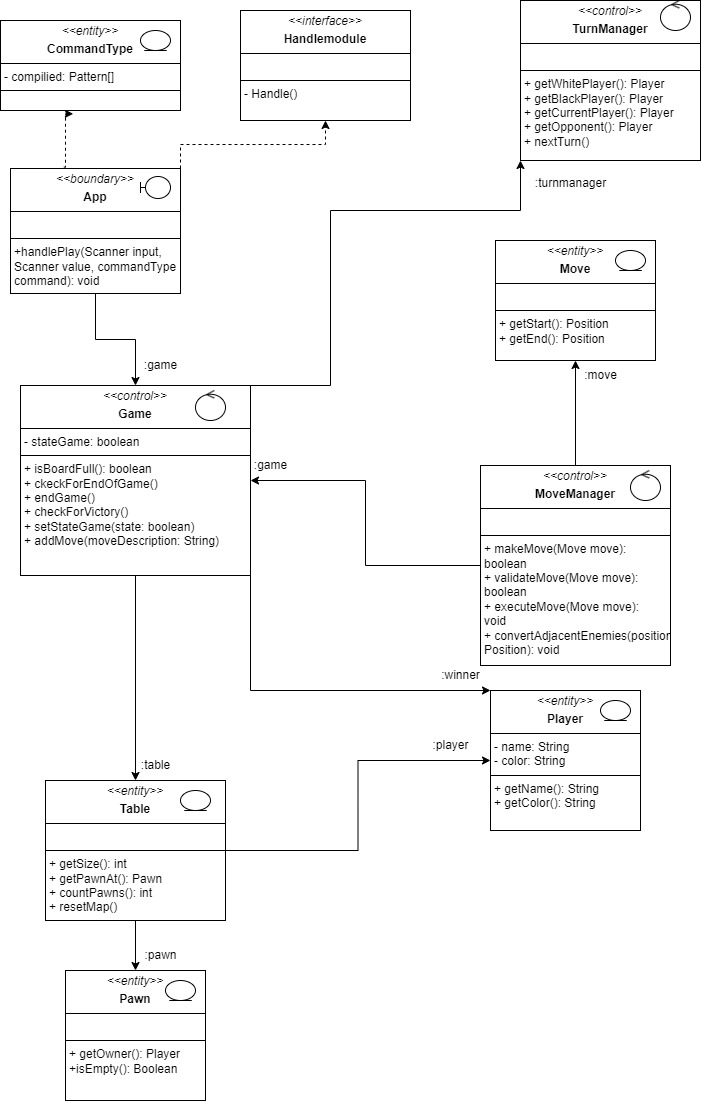 <<entity>>
CommandType
- compilied: Pattern[]
<<interface>>
Handlemodule
- Handle()
<<control>>
TurnManager
+ getWhitePlayer(): Player
+ getBlackPlayer(): Player
+ getCurrentPlayer(): Player
+ getOpponent(): Player
+ nextTurn()
<<boundary>>
App
+handlePlay(Scanner input,
Scanner value, commandType
command): void
:turnmanager
<<entity>>
Move
+ getStart(): Position
+ getEnd(): Position
:game
:move
<<control>>
Game
- stateGame: boolean
+ isBoardFull(): boolean
+ ckeckForEndOfGame()
+ endGame()
+ checkForVictory()
+ setStateGame(state: boolean)
+ addMove(moveDescription: String)
:game
<<control>>
MoveManager
+ makeMove(Move move):
boolean
+ validateMove(Move move):
boolean
+ executeMove(Move move):
void
+ convertAdjacentEnemies(position
Position): void
:winner
<<entity>>
Player
- name: String
- color: String
+ getName(): String
+ getColor(): String
:player
:table
<<entity>>
Table
+ getSize(): int
+ getPawnAt(): Pawn
+ countPawns(): int
+ resetMap()
:pawn
<<entity>>
Pawn
+ getOwner(): Player
+isEmpty(): Boolean